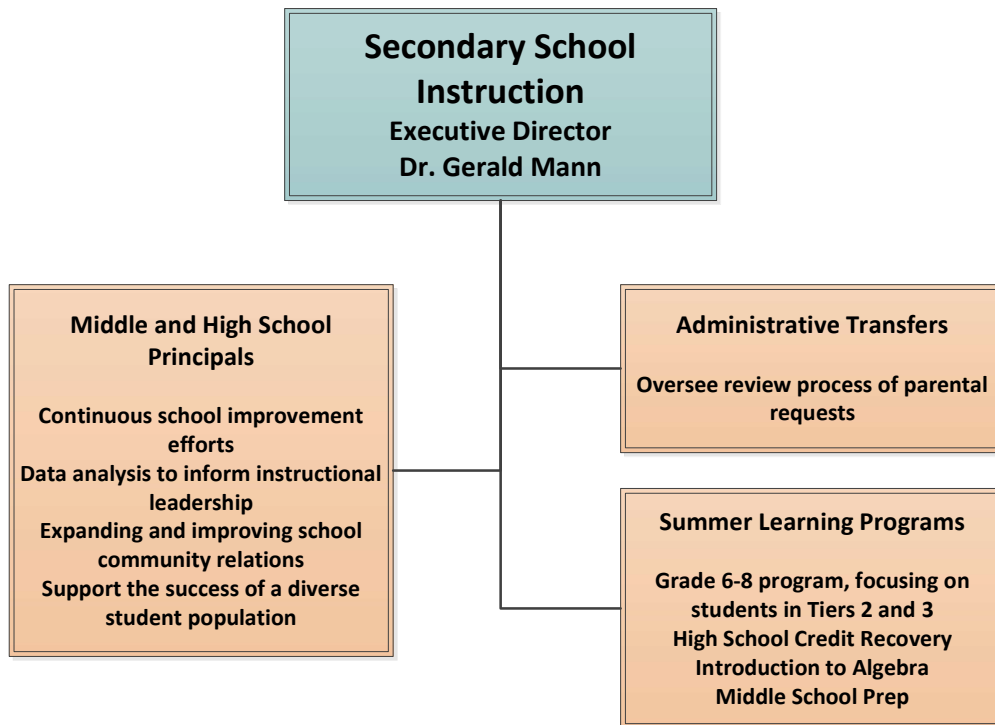 Secondary School
Instruction
Executive Director
Dr. Gerald Mann
Middle and High School
Principals
Continuous school improvement
efforts
Data analysis to inform instructional
leadership
Expanding and improving school
community relations
Support the success of a diverse
student population
Administrative Transfers
Oversee review process of parental
requests
Summer Learning Programs
Grade 6-8 program, focusing on
students in Tiers 2 and 3
High School Credit Recovery
Introduction to Algebra
Middle School Prep